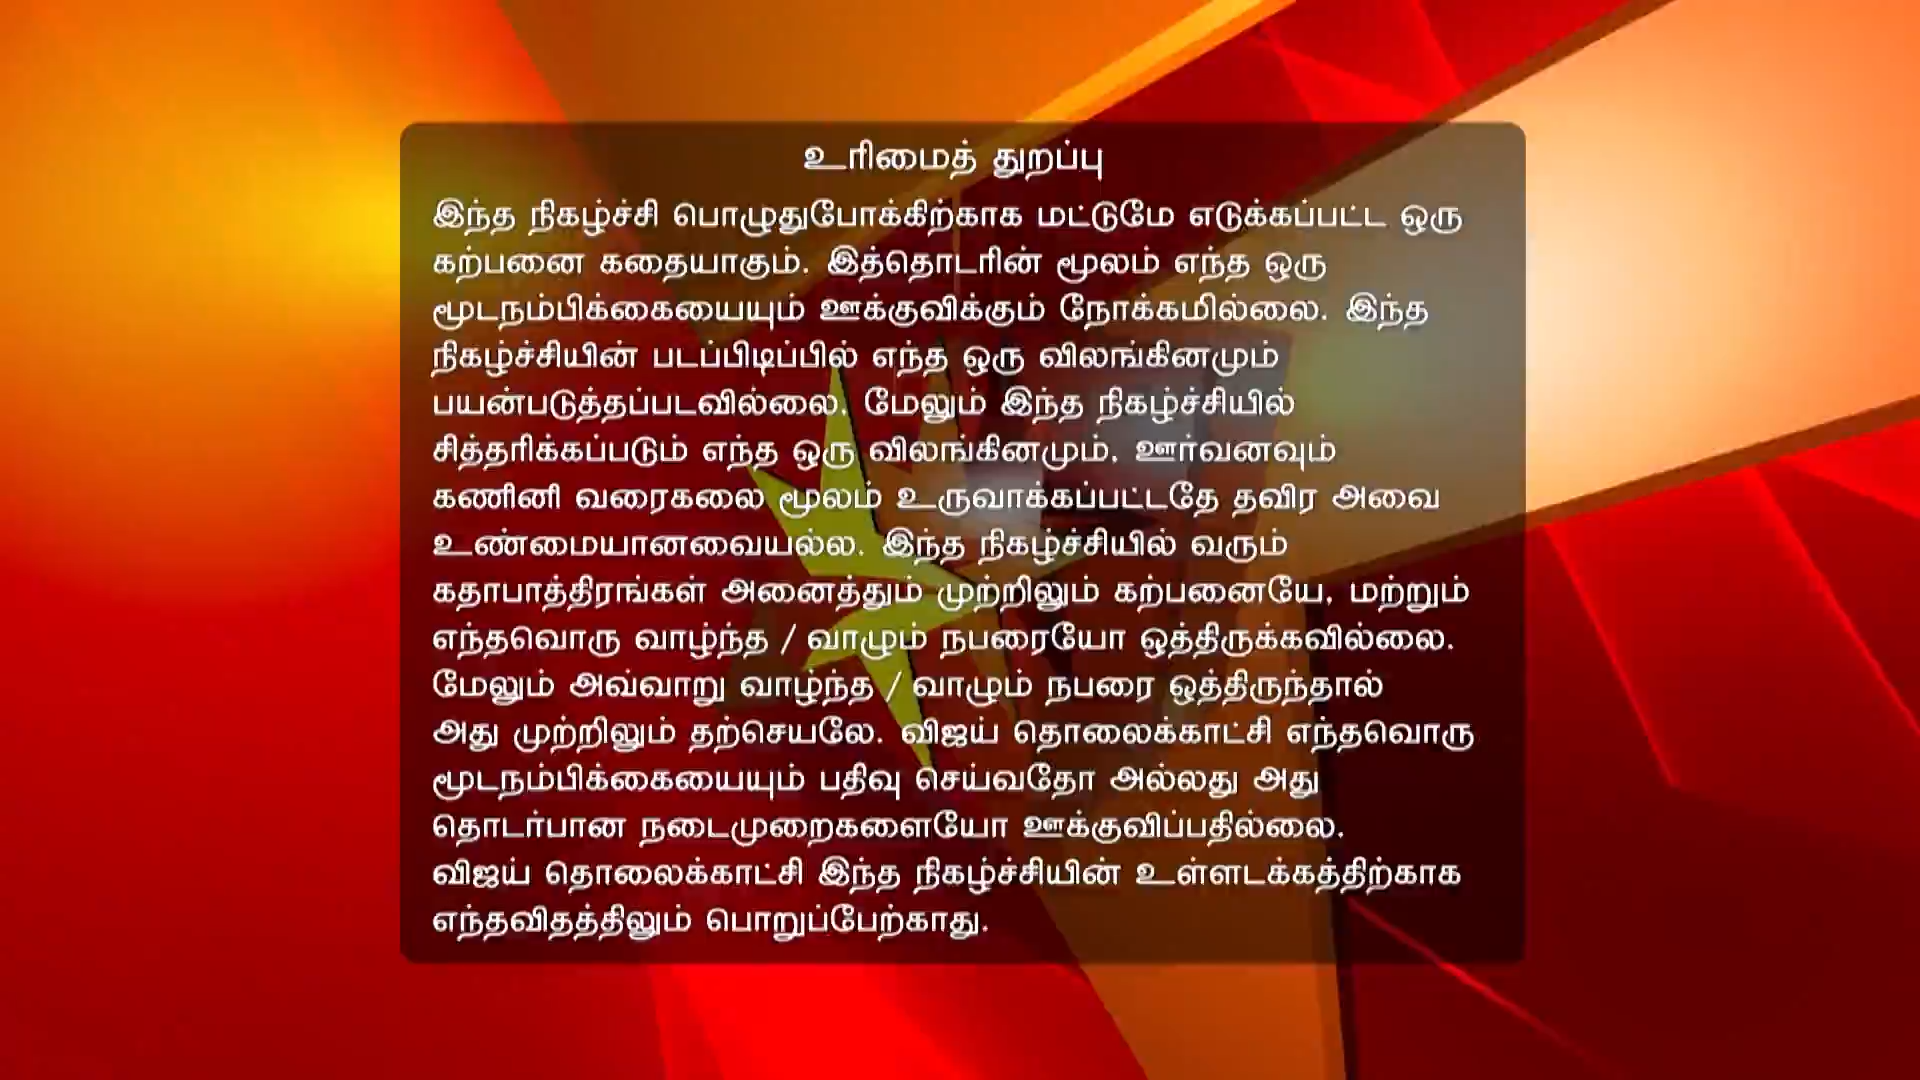 உரிமைத் துறப்பு
இந்த நிகழ்ச்சி பொழுதுபோக்கிற்காக மட்டுமே எடுக்கப்பட்ட ஒரு
கற்பனை கதையாகும். இத்தொடரின் மூலம் எந்த ஒரு
மூடநம்பிக்கையையும் ஊக்குவிக்கும் நோக்கமில்லை. இந்த
நிகழ்ச்சியின் படப்பிடிப்பில் எந்த ஒரு விலங்கினமும்
பயன்படுத்தப்படவில்லை. மேலும் இந்த நிகழ்ச்சியில்
சித்தரிக்கப்படும் எந்த ஒரு விலங்கினமும், ஊர்வனவும்
கணினி வரைகலை மூலம் உருவாக்கப்பட்டதே தவிர அவை
உண்மையானவையல்ல. இந்த நிகழ்ச்சியில் வரும்
கதாபாத்திரங்கள் அனைத்தும் முற்றிலும் கற்பனையே, மற்றும்
எந்தவொரு வாழ்ந்த / வாழும் நபரையோ ஒத்திருக்கவில்லை.
மேலும் அவ்வாறு வாழ்ந்த / வாழும் நபரை ஒத்திருந்தால்
அது முற்றிலும் தற்செயலே. விஜய் தொலைக்காட்சி எந்தவொரு
மூடநம்பிக்கையையும் பதிவு செய்வதோ அல்லது அது
தொடர்பான நடைமுறைகளையோ ஊக்குவிப்பதில்லை.
விஜய் தொலைக்காட்சி இந்த நிகழ்ச்சியின் உள்ளடக்கத்திற்காக
எந்தவிதத்திலும் பொறுப்பேற்காது.